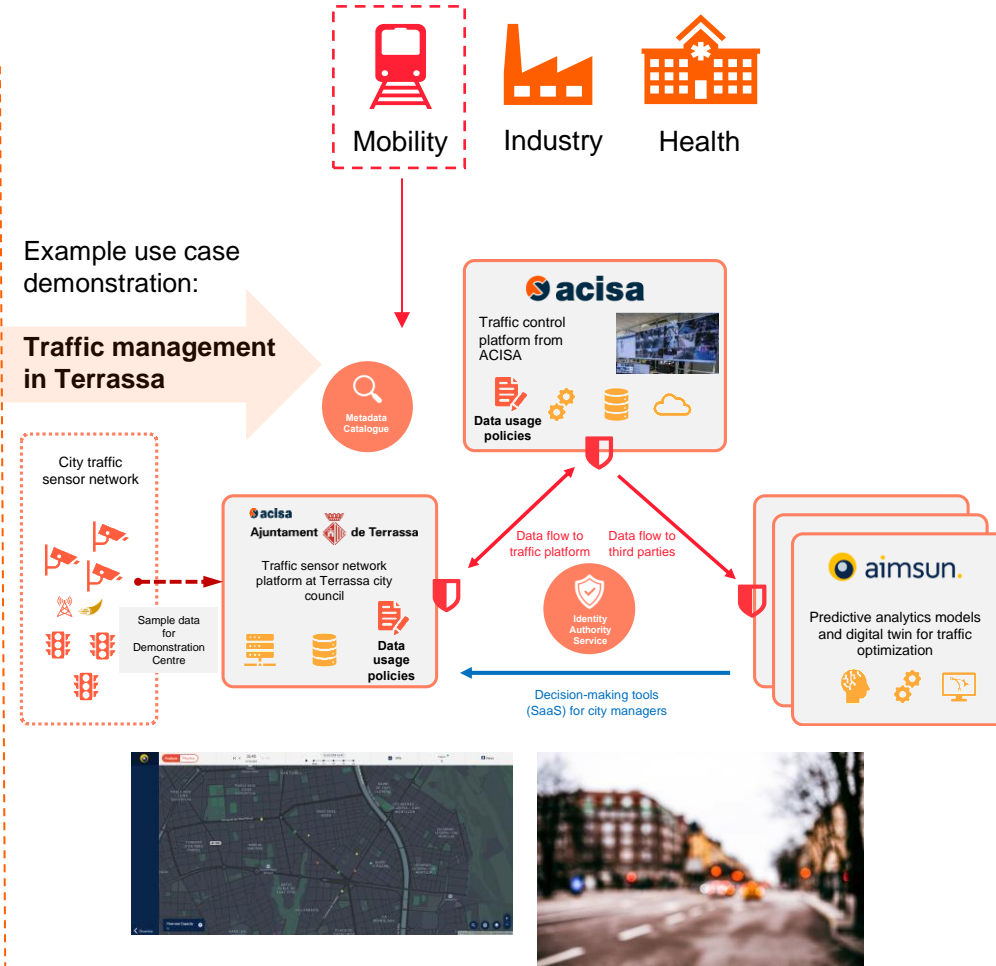 Mobility
Industry
Health
Example use case
demonstration:
Traffic management
in Terrassa
Metadata
Catalogue
acisa
Traffic control
platform from
ACISA
Data usage
policies
City traffic
sensor network
Sample data
for
Demonstration
Centre
acisa
Ajuntament de Terrassa
Traffic sensor network
platform at Terrassa city
council
Data
usage
policies
Data flow to
traffic platform
Data flow to
third parties
Identity
Authority
Service
aimsun.
Predictive analytics models
and digital twin for traffic
optimization
Decision-making tools
(SaaS) for city managers